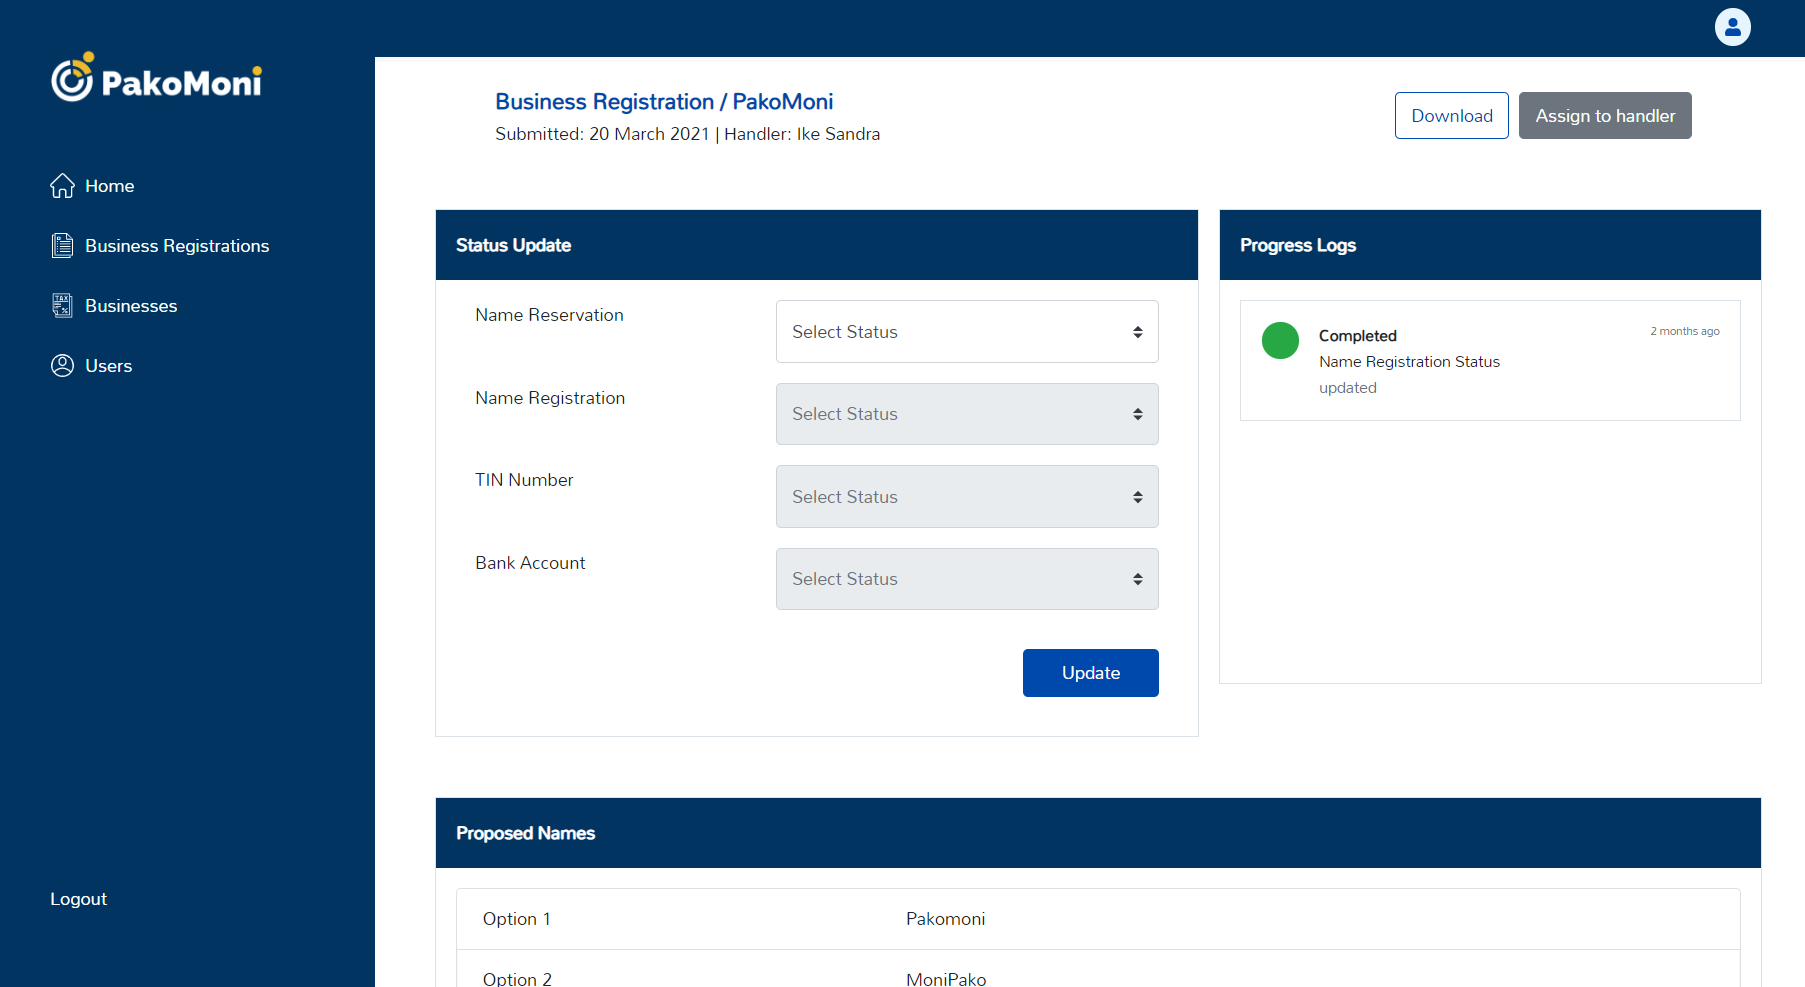 PakoMoni
Home
Business Registrations
TAX
%
Businesses
Users
Logout
Business Registration / PakoMoni
Submitted: 20 March 2021 | Handler: Ike Sandra
Download
Assign to handler
Status Update
Name Reservation
Select Status
Name Registration
Select Status
TIN Number
Select Status
Bank Account
Select Status
Update
Progress Logs
Completed
2 months ago
Name Registration Status
updated
Proposed Names
Option 1
Pakomoni
Option 2
MoniPako